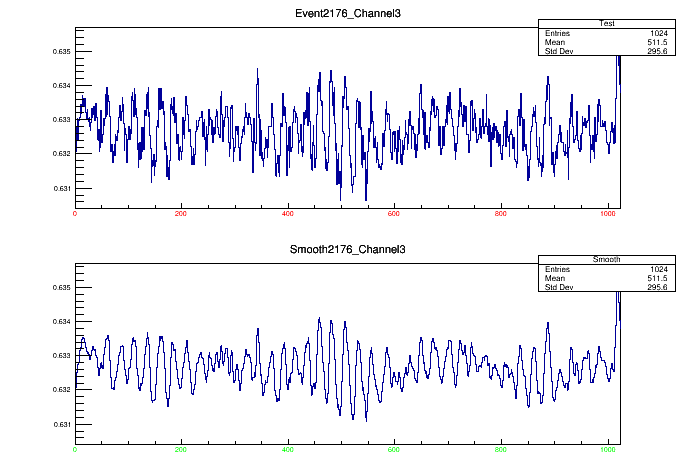 Event2176_Channel3
Test
Entries 1024
Mean 511.5
Std Dev 295.6
0.635
0.634
0.633
0.632
0.631
0 200 400 600 800 1000
Smooth2176_Channel3
Smooth
Entries 1024
Mean 511.5
Std Dev 295.6
0.635
0.634
0.633
0.632
0.631
0 200 400 600 800 1000